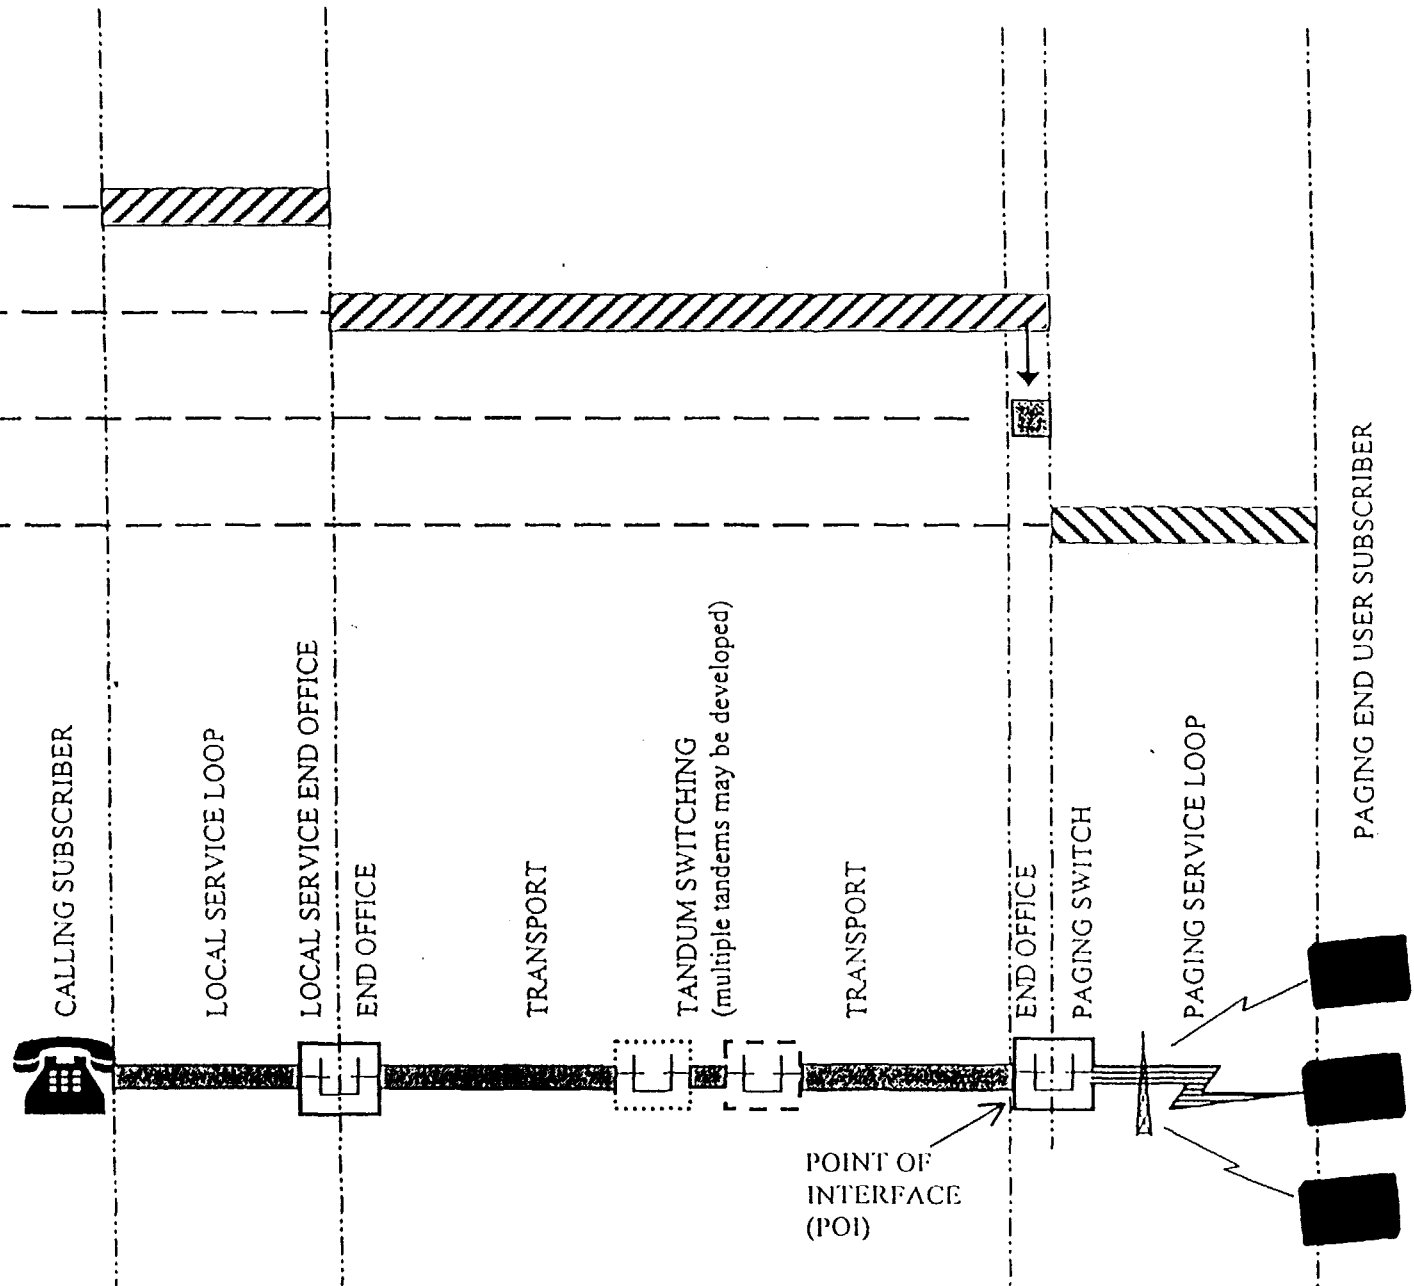 CALLING SUBSCRIBER
LOCAL SERVICE LOOP
LOCAL SERVICE END OFFICE
END OFFICE
TRANSPORT
TANDUM SWITCHING
(multiple tandems may be developed)
TRANSPORT
END OFFICE
PAGING SWITCH
PAGING SERVICE LOOP
PAGING END USER SUBSCRIBER
POINT OF
INTERFACE
(POI)